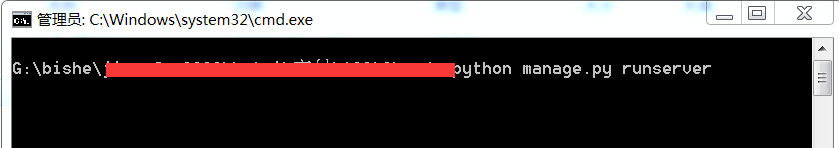 管理员: C:\Windows\system32\cmd.exe
G:\bishe\ python manage.py runserver